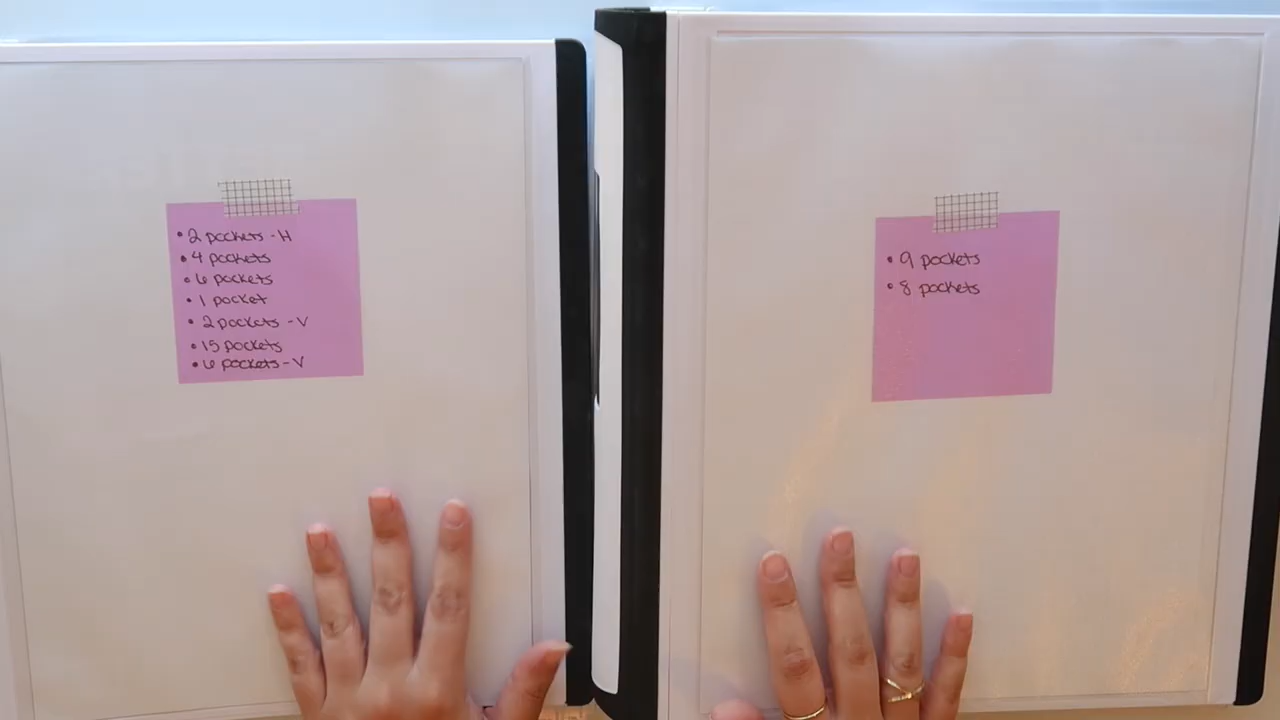 • 2 pockets - H
• 4 pockets
• 6 pockets
• 1 pocket
• 2 pockets - V
• 15 pockets
• 6 pockets - V
• 9 pockets
• 8 pockets